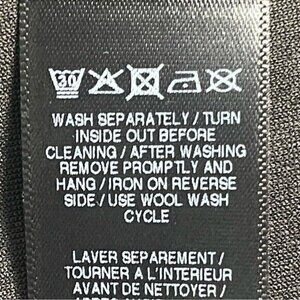 30
WASH SEPARATELY / TURN
INSIDE OUT BEFORE
CLEANING / AFTER WASHING
REMOVE PROMPTLY AND
HANG / IRON ON REVERSE
SIDE / USE WOOL WASH
CYCLE
LAVER SEPAREMENT /
TOURNER A L'INTERIEUR
AVANT DE NETTOYER /